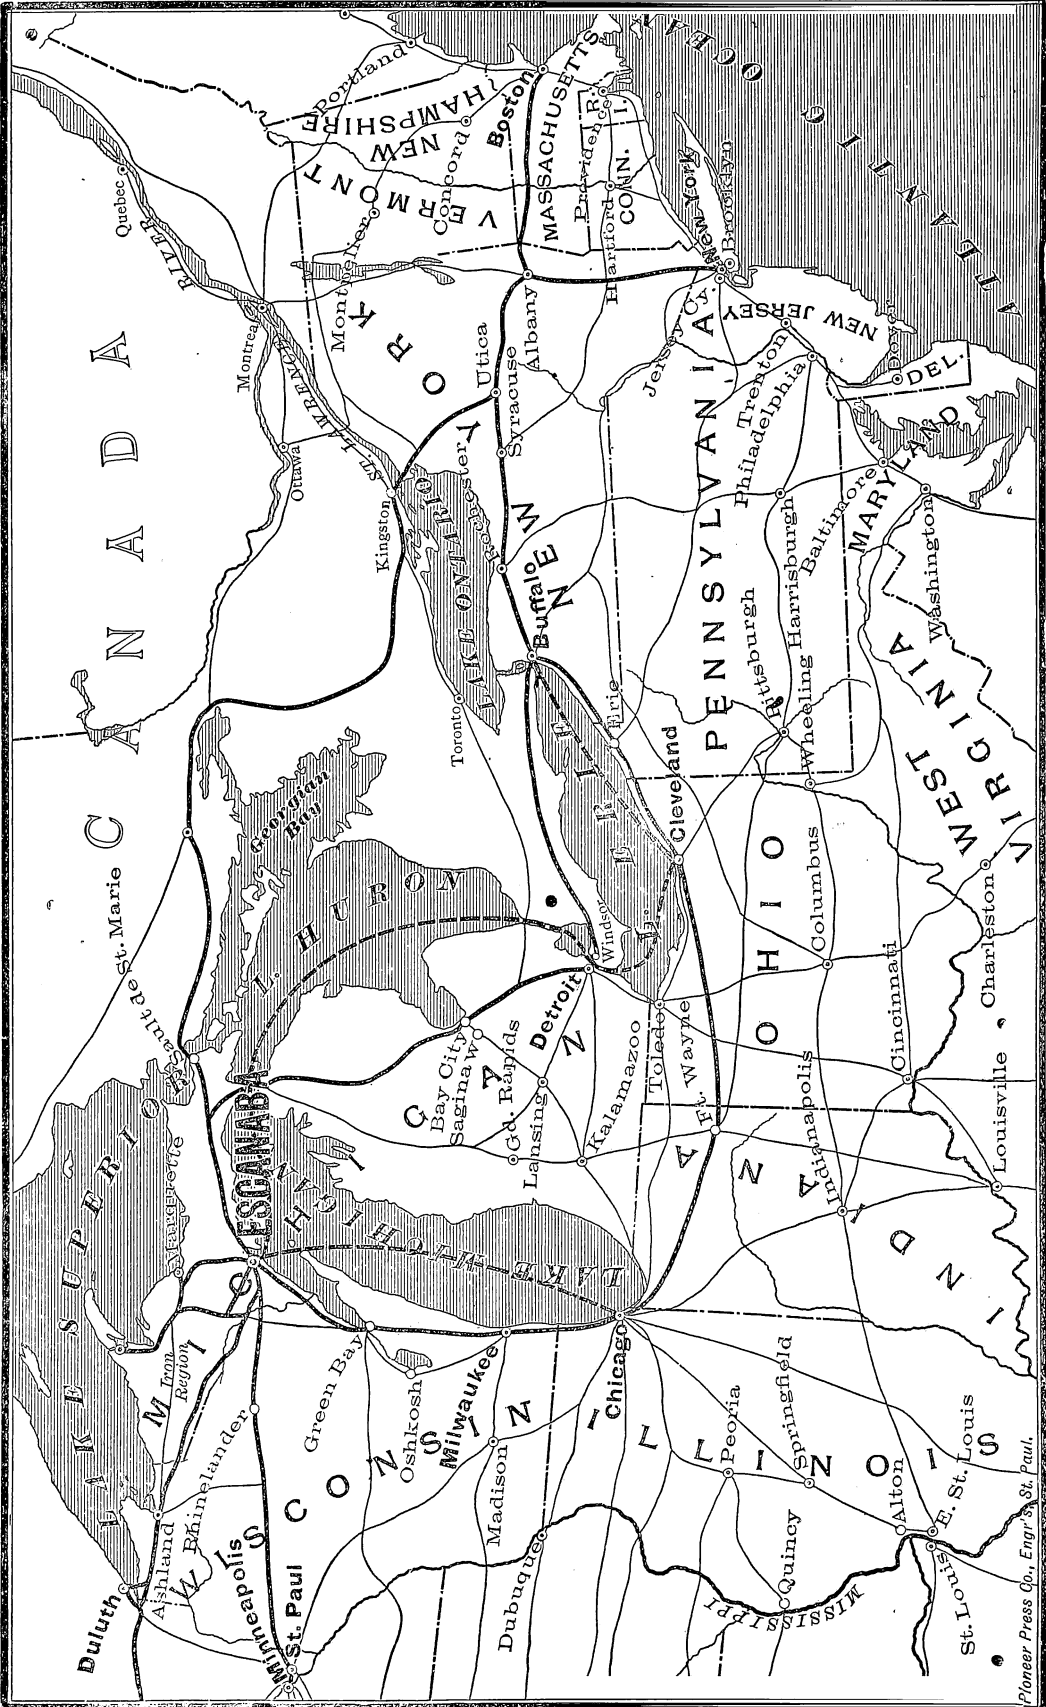 CANADA
LAKE SUPERIOR
Duluth
Ashland
Iron
Region
Marquette
Sault de St. Marie
Georgian
Bay
L. HURON
ESCANABA
MICHIGAN
LAKE MICHIGAN
Minneapolis
St. Paul
Rhinelander
WISCONSIN
Green Bay
Oshkosh
Milwaukee
Madison
Dubuque
Chicago
ILLINOIS
Peoria
Springfield
Quincy
MISSISSIPPI
Alton
E. St. Louis
St. Louis
INDIANA
Indianapolis
Ft. Wayne
Louisville
Bay City
Saginaw
Gd. Rapids
Lansing
Kalamazoo
Detroit
Windsor
Toledo
OHIO
Cleveland
Columbus
Cincinnati
L. ERIE
Erie
Charleston
WEST
VIRGINIA
Wheeling
Pittsburgh
PENNSYLVANIA
Harrisburgh
Philadelphia
Baltimore
MARYLAND
Washington
DEL.
Dover
NEW JERSEY
Trenton
Jersey Cy.
New York
Brooklyn
NEW YORK
Buffalo
Rochester
Syracuse
Utica
Albany
LAKE ONTARIO
Toronto
Kingston
Ottawa
Montreal
ST. LAWRENCE RIVER
Quebec
Montpelier
VERMONT
NEW
HAMPSHIRE
Concord
Portland
Boston
MASSACHUSETTS
Providence
R. I.
CONN.
Hartford
ATLANTIC OCEAN
Pioneer Press Co., Engr's, St. Paul.